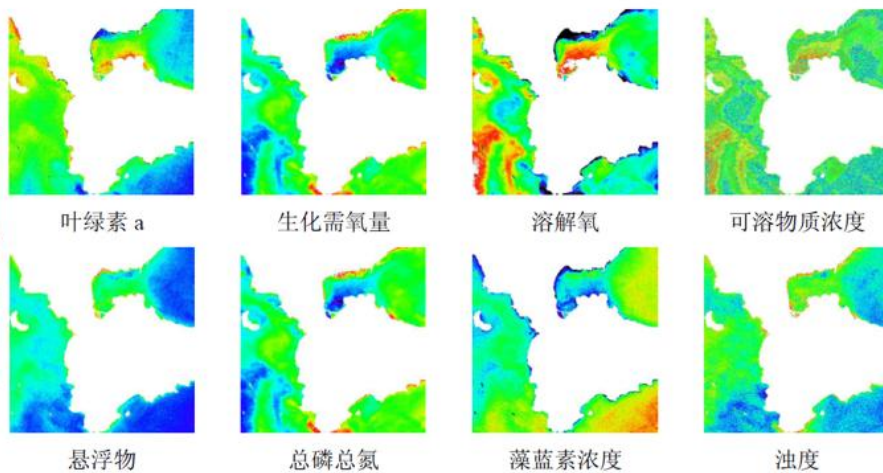 叶绿素 a
生化需氧量
溶解氧
可溶物质浓度
悬浮物
总磷总氮
藻蓝素浓度
浊度